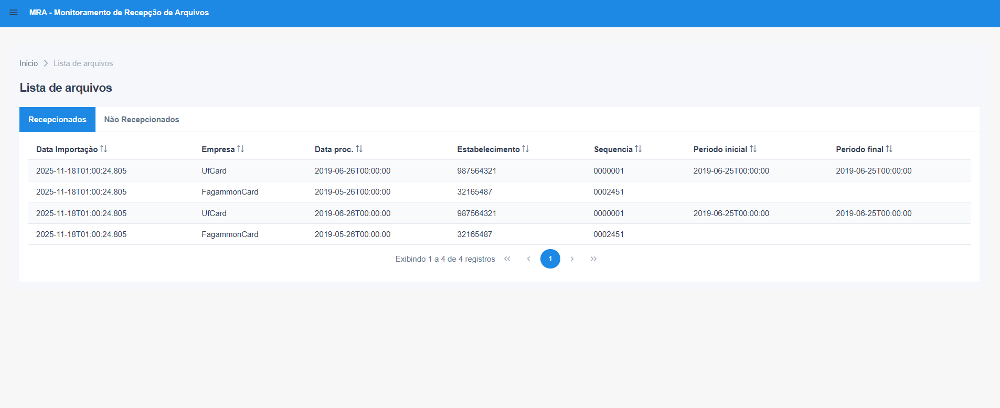 MRA - Monitoramento de Recepção de Arquivos
Inicio Lista de arquivos
Lista de arquivos
Recepcionados Não Recepcionados
Data Importação Empresa Data proc. Estabelecimento Sequencia Período inicial Período final
2025-11-18T01:00:24.805 UfCard 2019-06-26T00:00:00 987564321 0000001 2019-06-25T00:00:00 2019-06-25T00:00:00
2025-11-18T01:00:24.805 FagammonCard 2019-05-26T00:00:00 32165487 0002451
2025-11-18T01:00:24.805 UfCard 2019-06-26T00:00:00 987564321 0000001 2019-06-25T00:00:00 2019-06-25T00:00:00
2025-11-18T01:00:24.805 FagammonCard 2019-05-26T00:00:00 32165487 0002451
Exibindo 1 a 4 de 4 registros 1